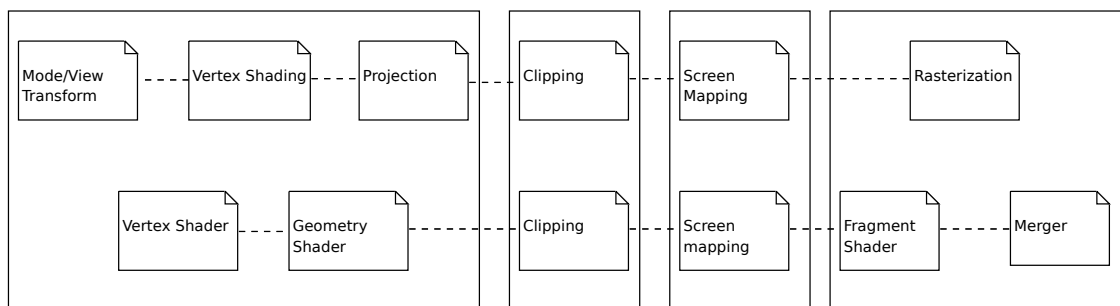 Mode/View
Transform
Vertex Shading
Projection
Clipping
Screen
Mapping
Rasterization
Vertex Shader
Geometry
Shader
Clipping
Screen
mapping
Fragment
Shader
Merger